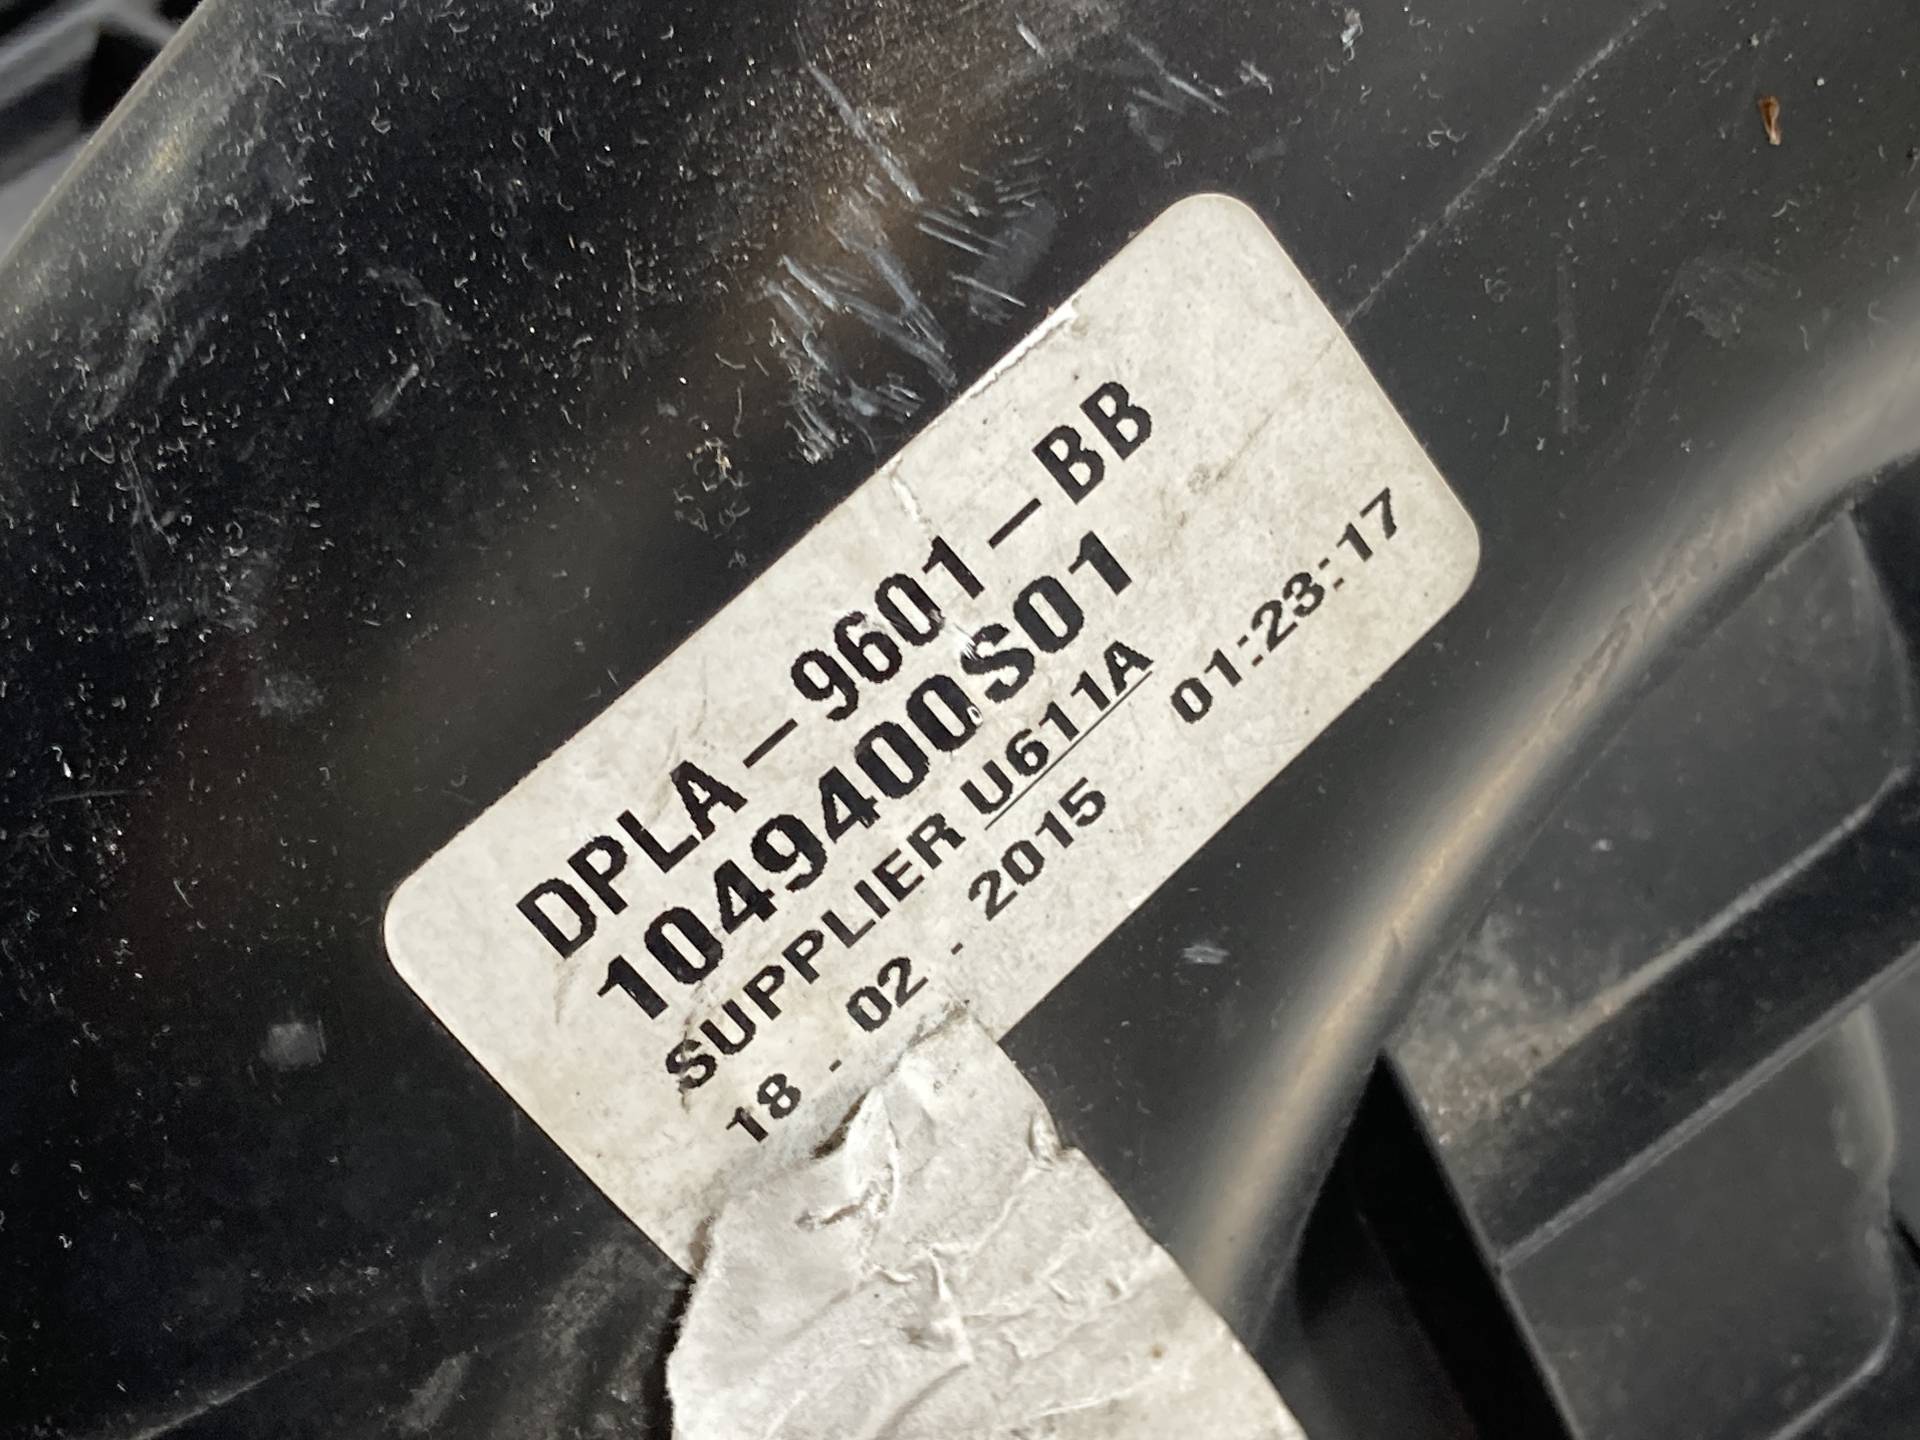 DPLA-9601-BB
1049400S01
SUPPLIER U611A
18 - 02 - 2015 01:23:17